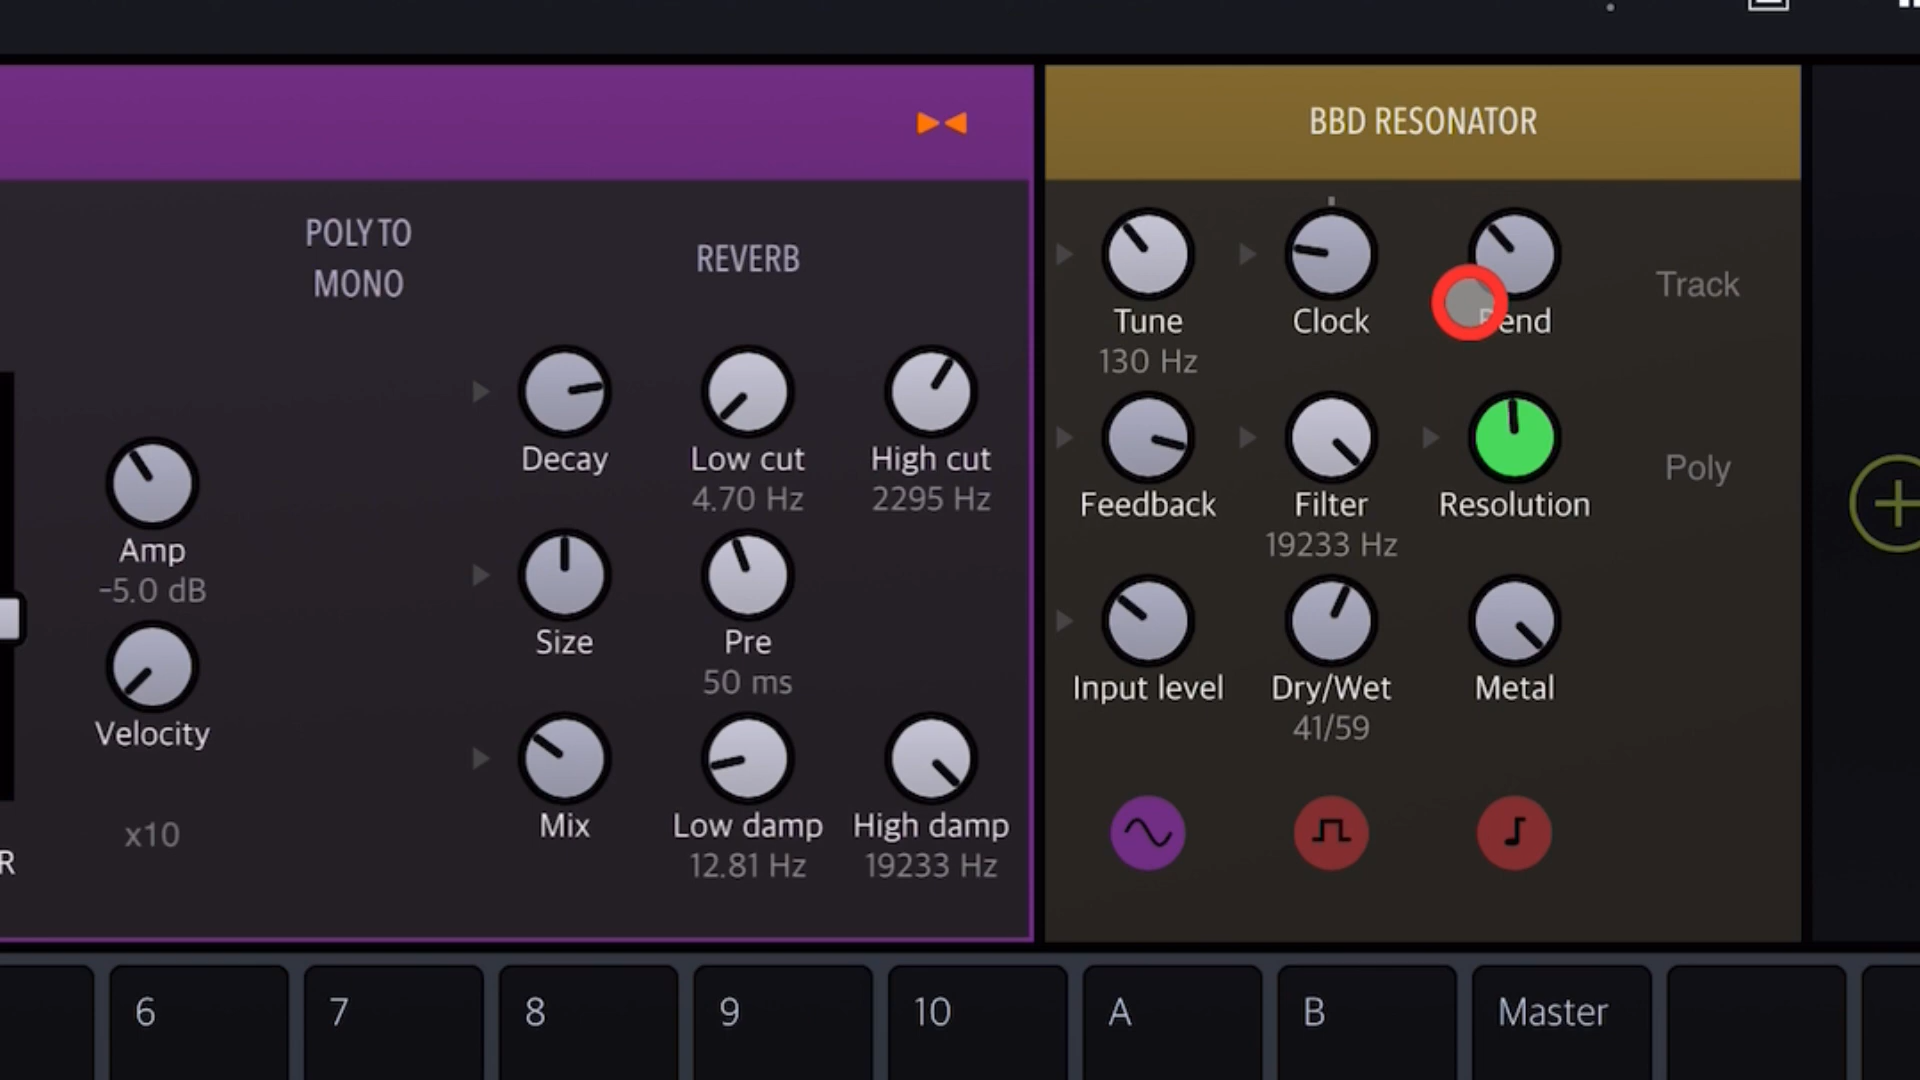 BBD RESONATOR
POLY TO
MONO
REVERB
Track
Tune
Clock
Bend
130 Hz
Decay
Low cut
High cut
4.70 Hz
2295 Hz
Feedback
Filter
Resolution
Poly
19233 Hz
Amp
-5.0 dB
Size
Pre
50 ms
Input level
Dry/Wet
Metal
41/59
Velocity
x10
Mix
Low damp
High damp
12.81 Hz
19233 Hz
R
6
7
8
9
10
A
B
Master